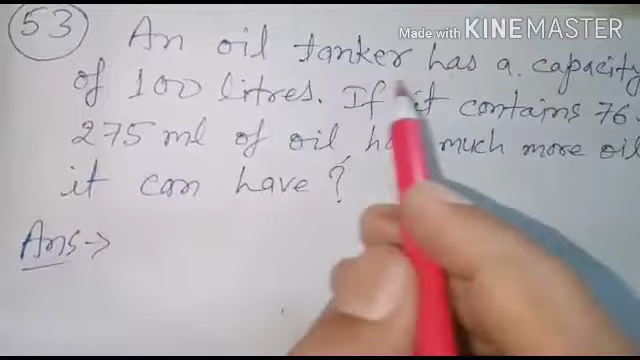 Made with KINEMASTER
53 An oil tanker has a capacity
of 100 litres. If it contains 76.
275 ml of oil much more oil
it can have ?
Ans->